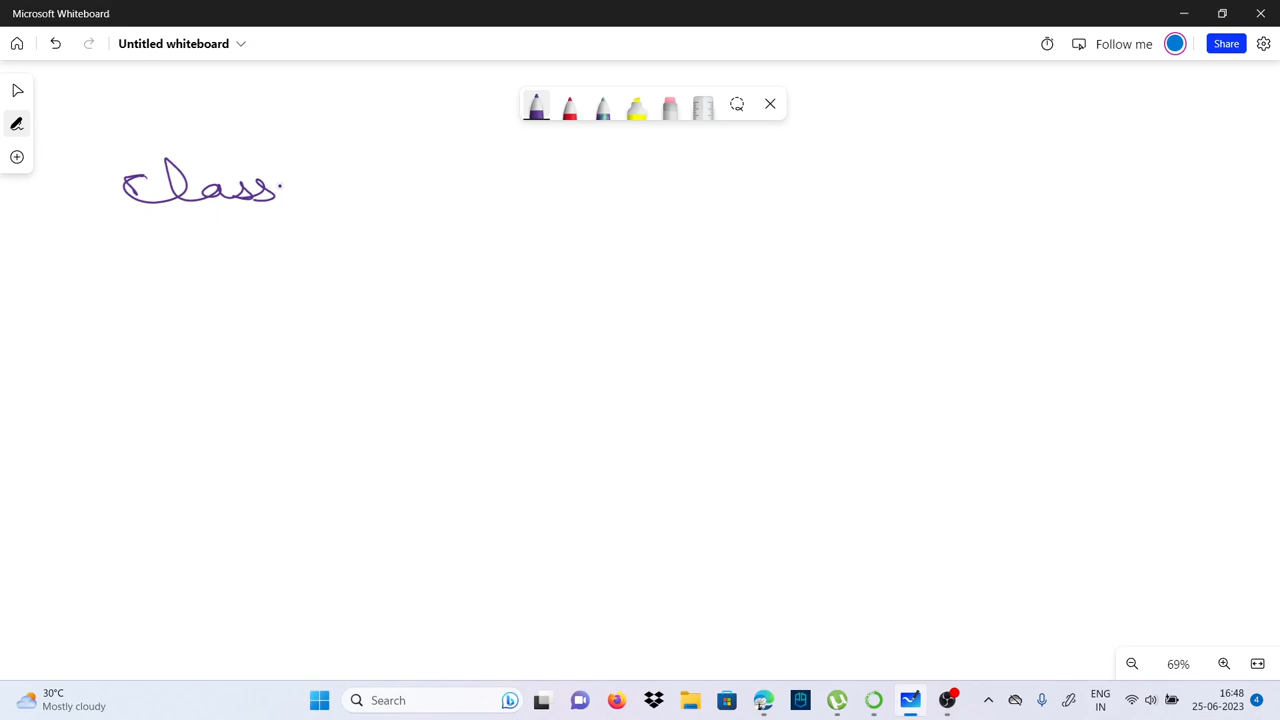 Microsoft Whiteboard
Untitled whiteboard
Follow me
Share
Class
69%
30°C
Mostly cloudy
Search
ENG
IN
16:48
25-06-2023
4